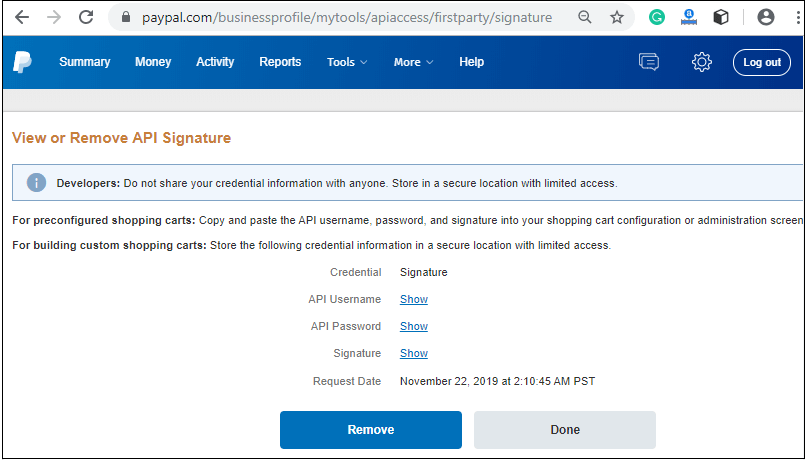 paypal.com/businessprofile/mytools/apiaccess/firstparty/signature
8
Summary Money Activity Reports Tools More Help Log out
View or Remove API Signature
Developers: Do not share your credential information with anyone. Store in a secure location with limited access.
For preconfigured shopping carts: Copy and paste the API username, password, and signature into your shopping cart configuration or administration screen
For building custom shopping carts: Store the following credential information in a secure location with limited access.
Credential Signature
API Username Show
API Password Show
Signature Show
Request Date November 22, 2019 at 2:10:45 AM PST
Remove Done